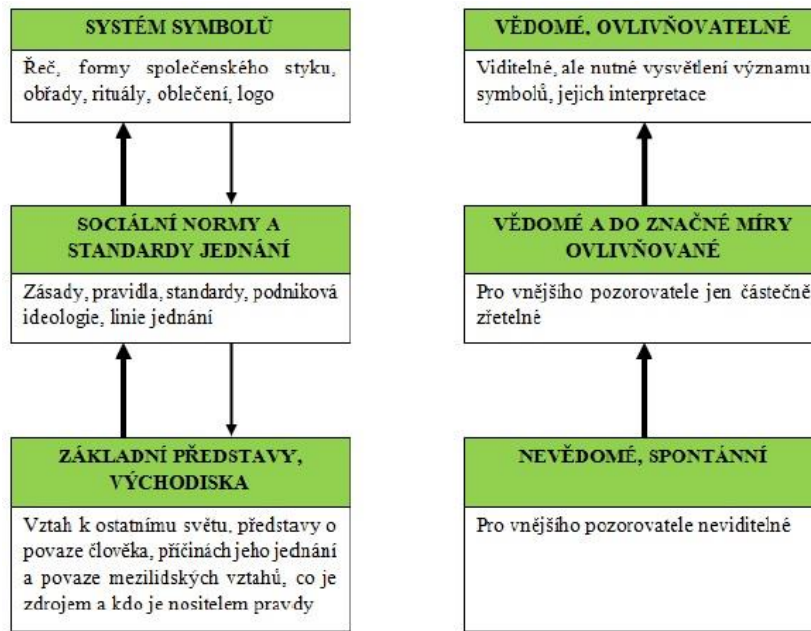 SYSTÉM SYMBOLŮ
Řeč, formy společenského styku,
obřady, rituály, oblečení, logo
VĚDOMÉ, OVLIVŇOVATELNÉ
Viditelné, ale nutné vysvětlení významu
symbolů, jejich interpretace
SOCIÁLNÍ NORMY A
STANDARDY JEDNÁNÍ
Zásady, pravidla, standardy, podniková
ideologie, linie jednání
VĚDOMÉ A DO ZNAČNÉ MÍRY
OVLIVŇOVANÉ
Pro vnějšího pozorovatele jen částečně
zřetelné
ZÁKLADNÍ PŘEDSTAVY,
VÝCHODISKA
Vztah k ostatnímu světu, představy o
povaze člověka, příčinách jeho jednání
a povaze mezilidských vztahů, co je
zdrojem a kdo je nositelem pravdy
NEVĚDOMÉ, SPONTÁNNÍ
Pro vnějšího pozorovatele neviditelné